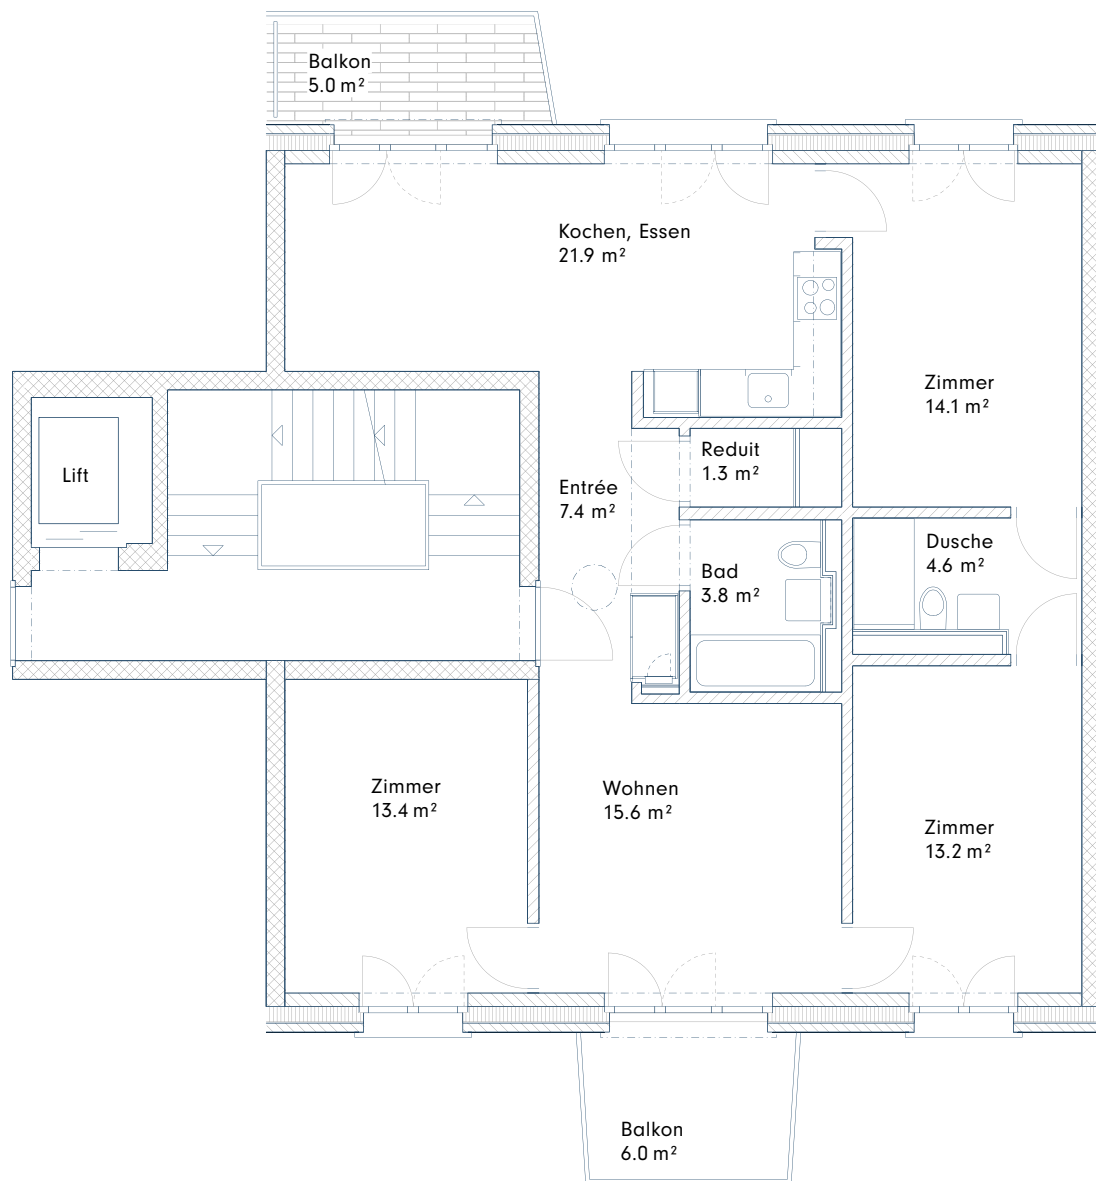 Balkon
5.0 m²
Kochen, Essen
21.9 m²
Zimmer
14.1 m²
Reduit
1.3 m²
Lift
Entrée
7.4 m²
Dusche
4.6 m²
Bad
3.8 m²
Zimmer
13.4 m²
Wohnen
15.6 m²
Zimmer
13.2 m²
Balkon
6.0 m²